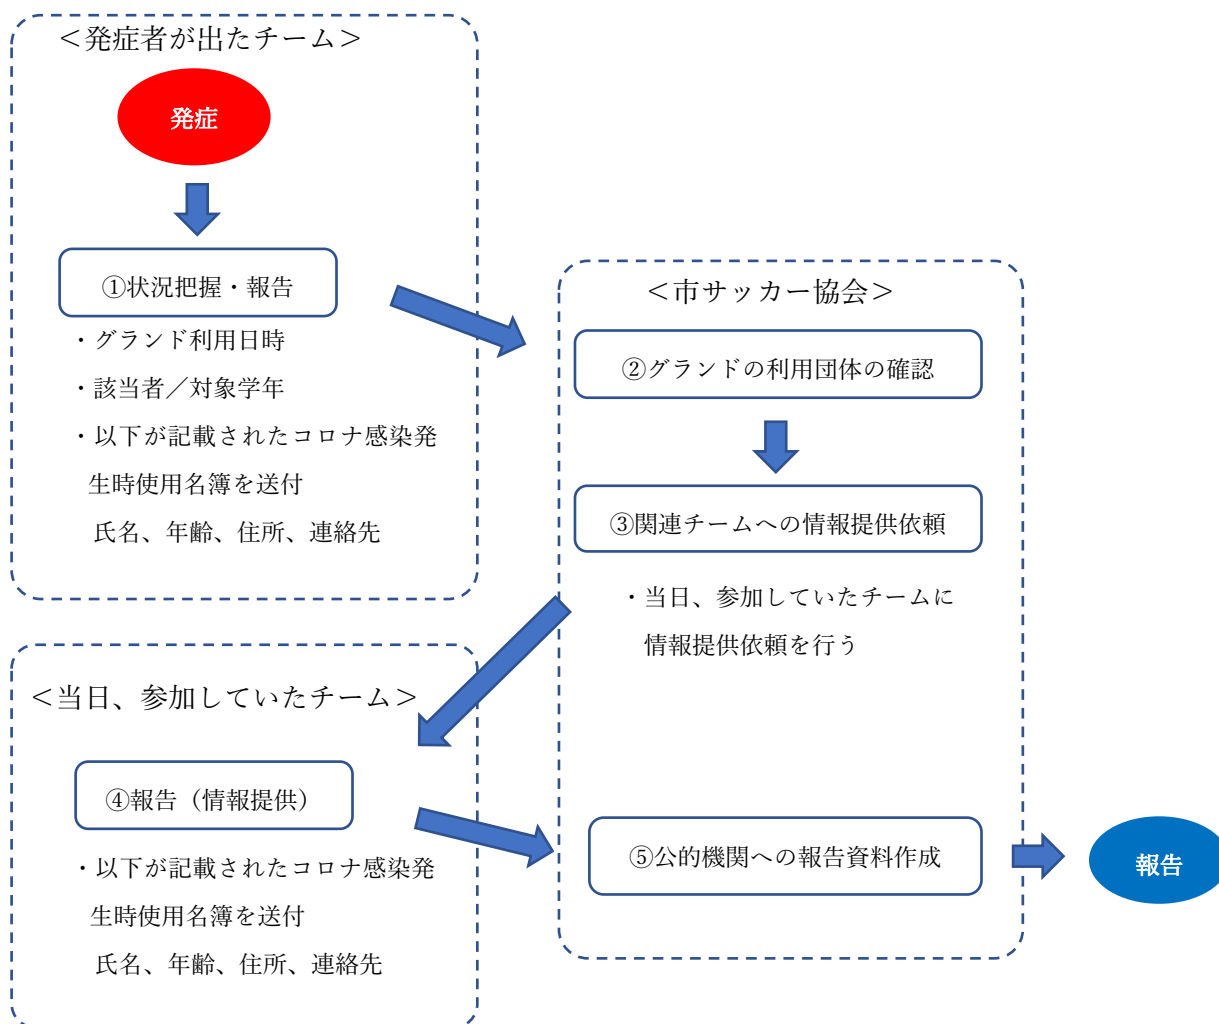 ＜発症者が出たチーム＞
発症
①状況把握・報告
・グランド利用日時
・該当者／対象学年
・以下が記載されたコロナ感染発
生時使用名簿を送付
氏名、年齢、住所、連絡先
＜市サッカー協会＞
②グランドの利用団体の確認
③関連チームへの情報提供依頼
・当日、参加していたチームに
情報提供依頼を行う
＜当日、参加していたチーム＞
④報告（情報提供）
・以下が記載されたコロナ感染発
生時使用名簿を送付
氏名、年齢、住所、連絡先
⑤公的機関への報告資料作成
報告